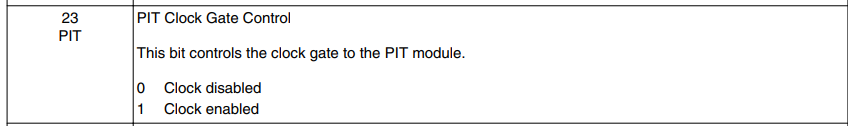 23
PIT
PIT Clock Gate Control
This bit controls the clock gate to the PIT module.
0 Clock disabled
1 Clock enabled